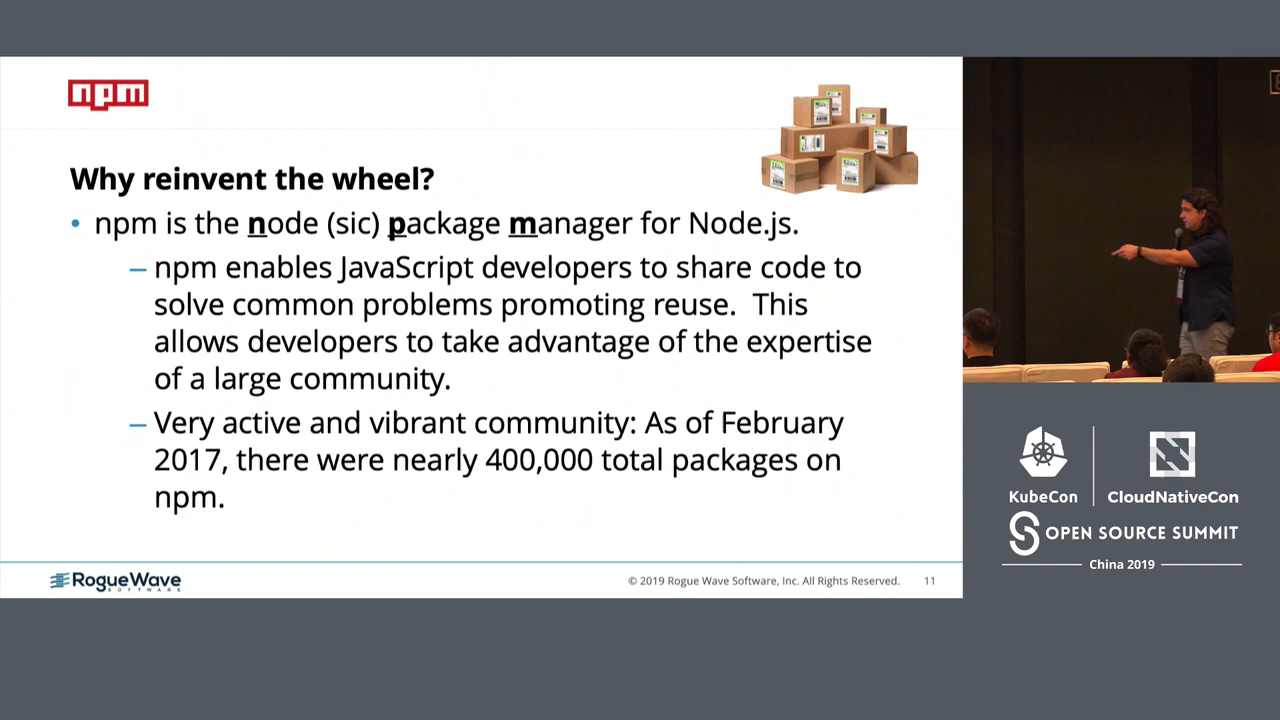 npm
Why reinvent the wheel?
• npm is the node (sic) package manager for Node.js.
– npm enables JavaScript developers to share code to
solve common problems promoting reuse.  This
allows developers to take advantage of the expertise
of a large community.
– Very active and vibrant community: As of February
2017, there were nearly 400,000 total packages on
npm.
RogueWave
SOFTWARE
© 2019 Rogue Wave Software, Inc. All Rights Reserved. 11
KubeCon
CloudNativeCon
OPEN SOURCE SUMMIT
China 2019